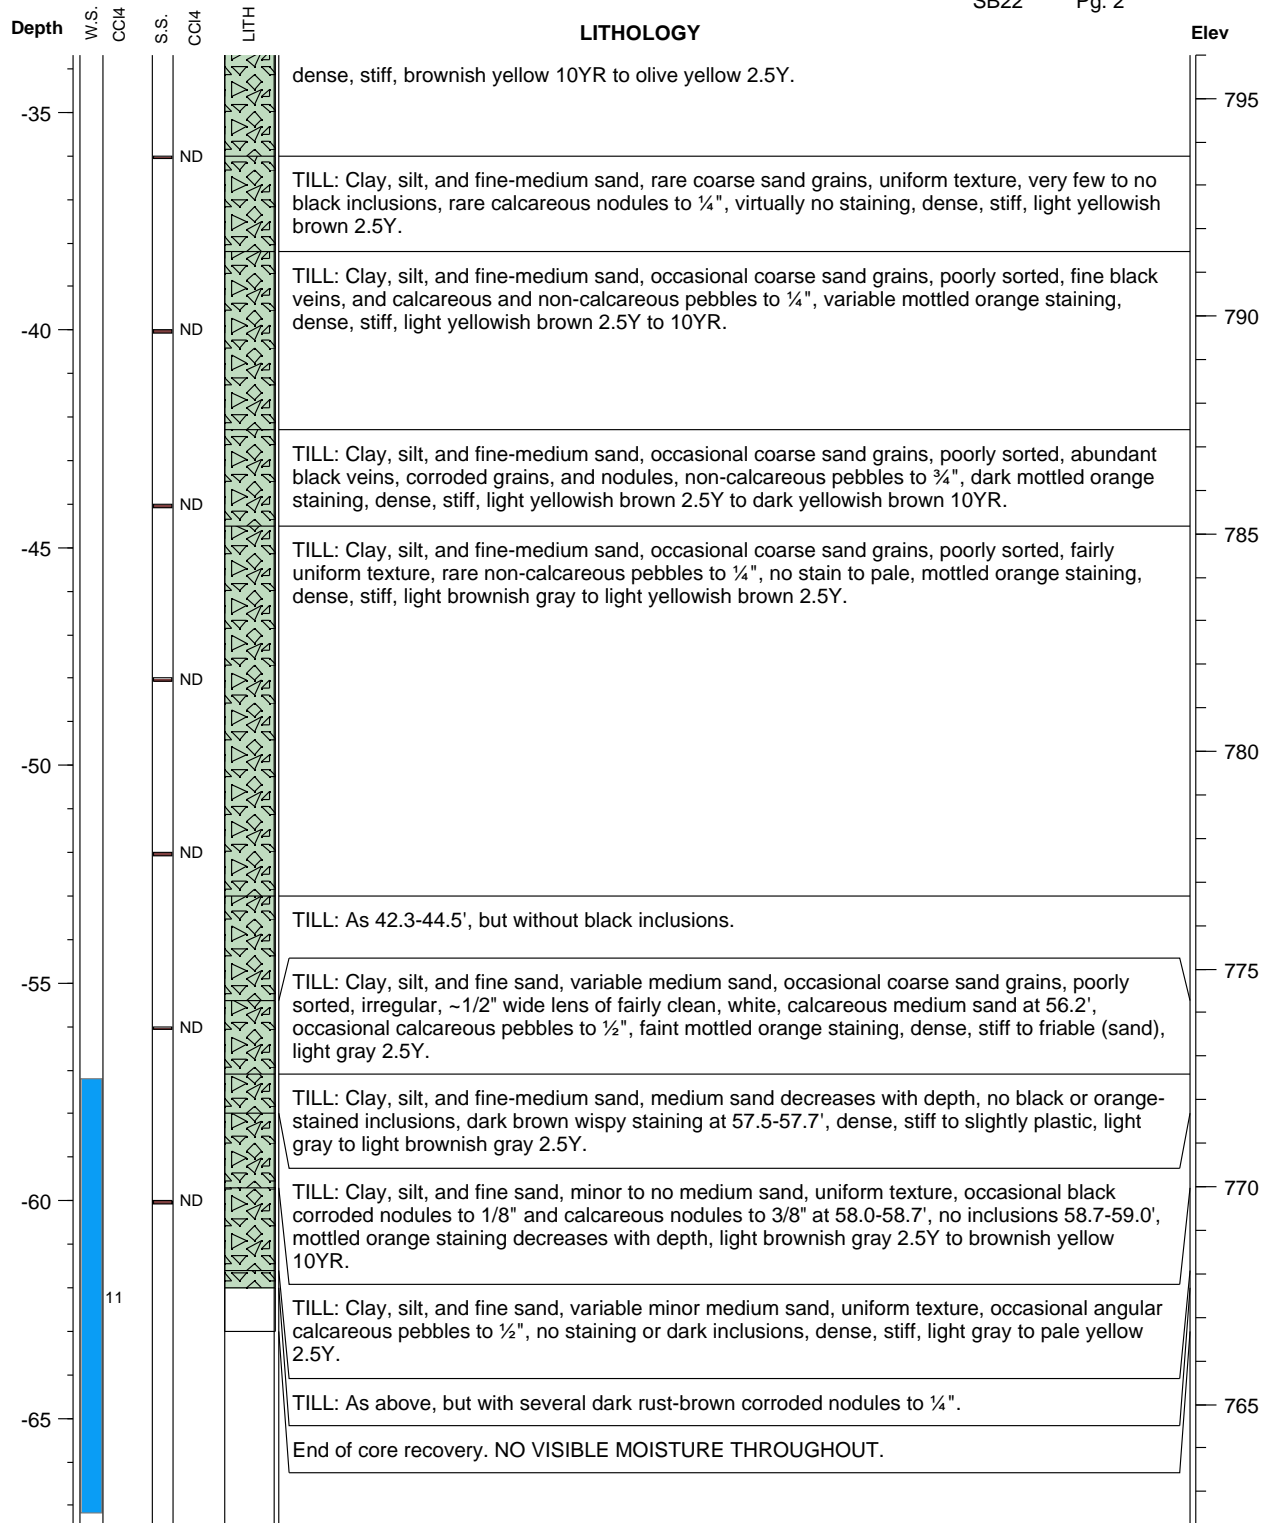 SB22 Pg. 2
Depth W.S. CCl4 S.S. CCl4 LITH LITHOLOGY Elev
dense, stiff, brownish yellow 10YR to olive yellow 2.5Y.
795
-35
ND
TILL: Clay, silt, and fine-medium sand, rare coarse sand grains, uniform texture, very few to no
black inclusions, rare calcareous nodules to ¼", virtually no staining, dense, stiff, light yellowish
brown 2.5Y.
TILL: Clay, silt, and fine-medium sand, occasional coarse sand grains, poorly sorted, fine black
veins, and calcareous and non-calcareous pebbles to ¼", variable mottled orange staining,
dense, stiff, light yellowish brown 2.5Y to 10YR.
790
-40
ND
TILL: Clay, silt, and fine-medium sand, occasional coarse sand grains, poorly sorted, abundant
black veins, corroded grains, and nodules, non-calcareous pebbles to ¾", dark mottled orange
staining, dense, stiff, light yellowish brown 2.5Y to dark yellowish brown 10YR.
ND
785
-45
TILL: Clay, silt, and fine-medium sand, occasional coarse sand grains, poorly sorted, fairly
uniform texture, rare non-calcareous pebbles to ¼", no stain to pale, mottled orange staining,
dense, stiff, light brownish gray to light yellowish brown 2.5Y.
ND
780
-50
ND
TILL: As 42.3-44.5', but without black inclusions.
775
-55
TILL: Clay, silt, and fine sand, variable medium sand, occasional coarse sand grains, poorly
sorted, irregular, ~1/2" wide lens of fairly clean, white, calcareous medium sand at 56.2',
occasional calcareous pebbles to ½", faint mottled orange staining, dense, stiff to friable (sand),
light gray 2.5Y.
ND
TILL: Clay, silt, and fine-medium sand, medium sand decreases with depth, no black or orange-
stained inclusions, dark brown wispy staining at 57.5-57.7', dense, stiff to slightly plastic, light
gray to light brownish gray 2.5Y.
770
-60
ND
TILL: Clay, silt, and fine sand, minor to no medium sand, uniform texture, occasional black
corroded nodules to 1/8" and calcareous nodules to 3/8" at 58.0-58.7', no inclusions 58.7-59.0',
mottled orange staining decreases with depth, light brownish gray 2.5Y to brownish yellow
10YR.
11
TILL: Clay, silt, and fine sand, variable minor medium sand, uniform texture, occasional angular
calcareous pebbles to ½", no staining or dark inclusions, dense, stiff, light gray to pale yellow
2.5Y.
TILL: As above, but with several dark rust-brown corroded nodules to ¼".
765
-65
End of core recovery. NO VISIBLE MOISTURE THROUGHOUT.